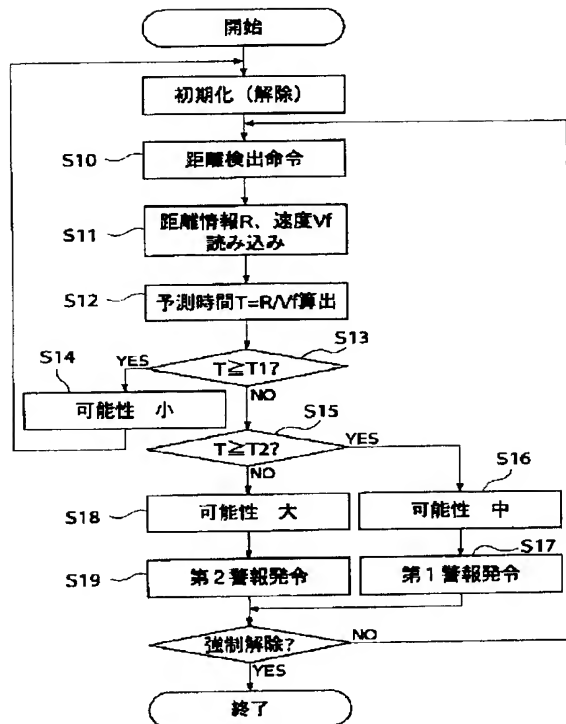 開始
初期化（解除）
S10
距離検出命令
S11
距離情報R、速度Vf
読み込み
S12
予測時間T=R/Vf算出
S13
T≧T1?
YES
NO
S14
可能性 小
S15
T≧T2?
YES
NO
S16
可能性 中
S18
可能性 大
S17
第1警報発令
S19
第2警報発令
強制解除?
NO
YES
終了